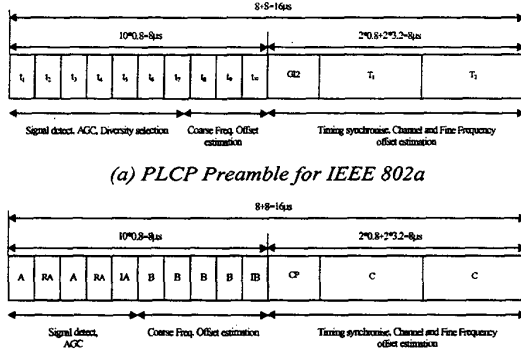 8+8=16µs
10*0.8=8µs 2*0.8+2*3.2=8µs
t₁ t₂ t₃ t₄ t₅ t₆ t₇ t₈ t₉ t₁₀ GI2 T₁ T₂
Signal detect, AGC, Diversity selection Coarse Freq. Offset Timing synchronise, Channel and Fine Frequency
estimation offset estimation
(a) PLCP Preamble for IEEE 802a
8+8=16µs
10*0.8=8µs 2*0.8+2*3.2=8µs
A RA A RA IA B B B B IB CP C C
Signal detect, Coarse Freq. Offset estimation Timing synchronise, Channel and Fine Frequency
AGC offset estimation